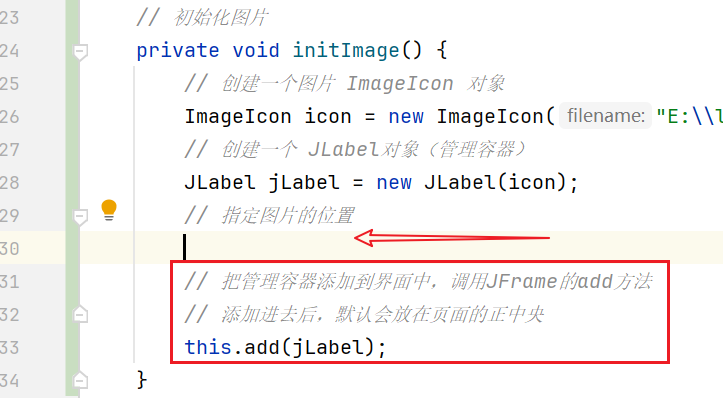 23 // 初始化图片
24 private void initImage() {
25 // 创建一个图片 ImageIcon 对象
26 ImageIcon icon = new ImageIcon( filename: "E:\\l
27 // 创建一个 JLabel对象（管理容器）
28 JLabel jLabel = new JLabel(icon);
29 // 指定图片的位置
30
31 // 把管理容器添加到界面中，调用JFrame的add方法
32 // 添加进去后，默认会放在页面的正中央
33 this.add(jLabel);
34 }